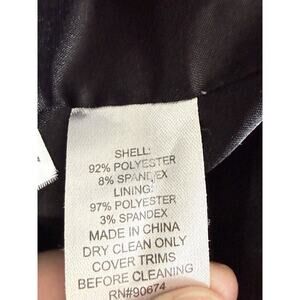 SHELL:
92% POLYESTER
8% SPANDEX
LINING:
97% POLYESTER
3% SPANDEX
MADE IN CHINA
DRY CLEAN ONLY
COVER TRIMS
BEFORE CLEANING
RN#90674